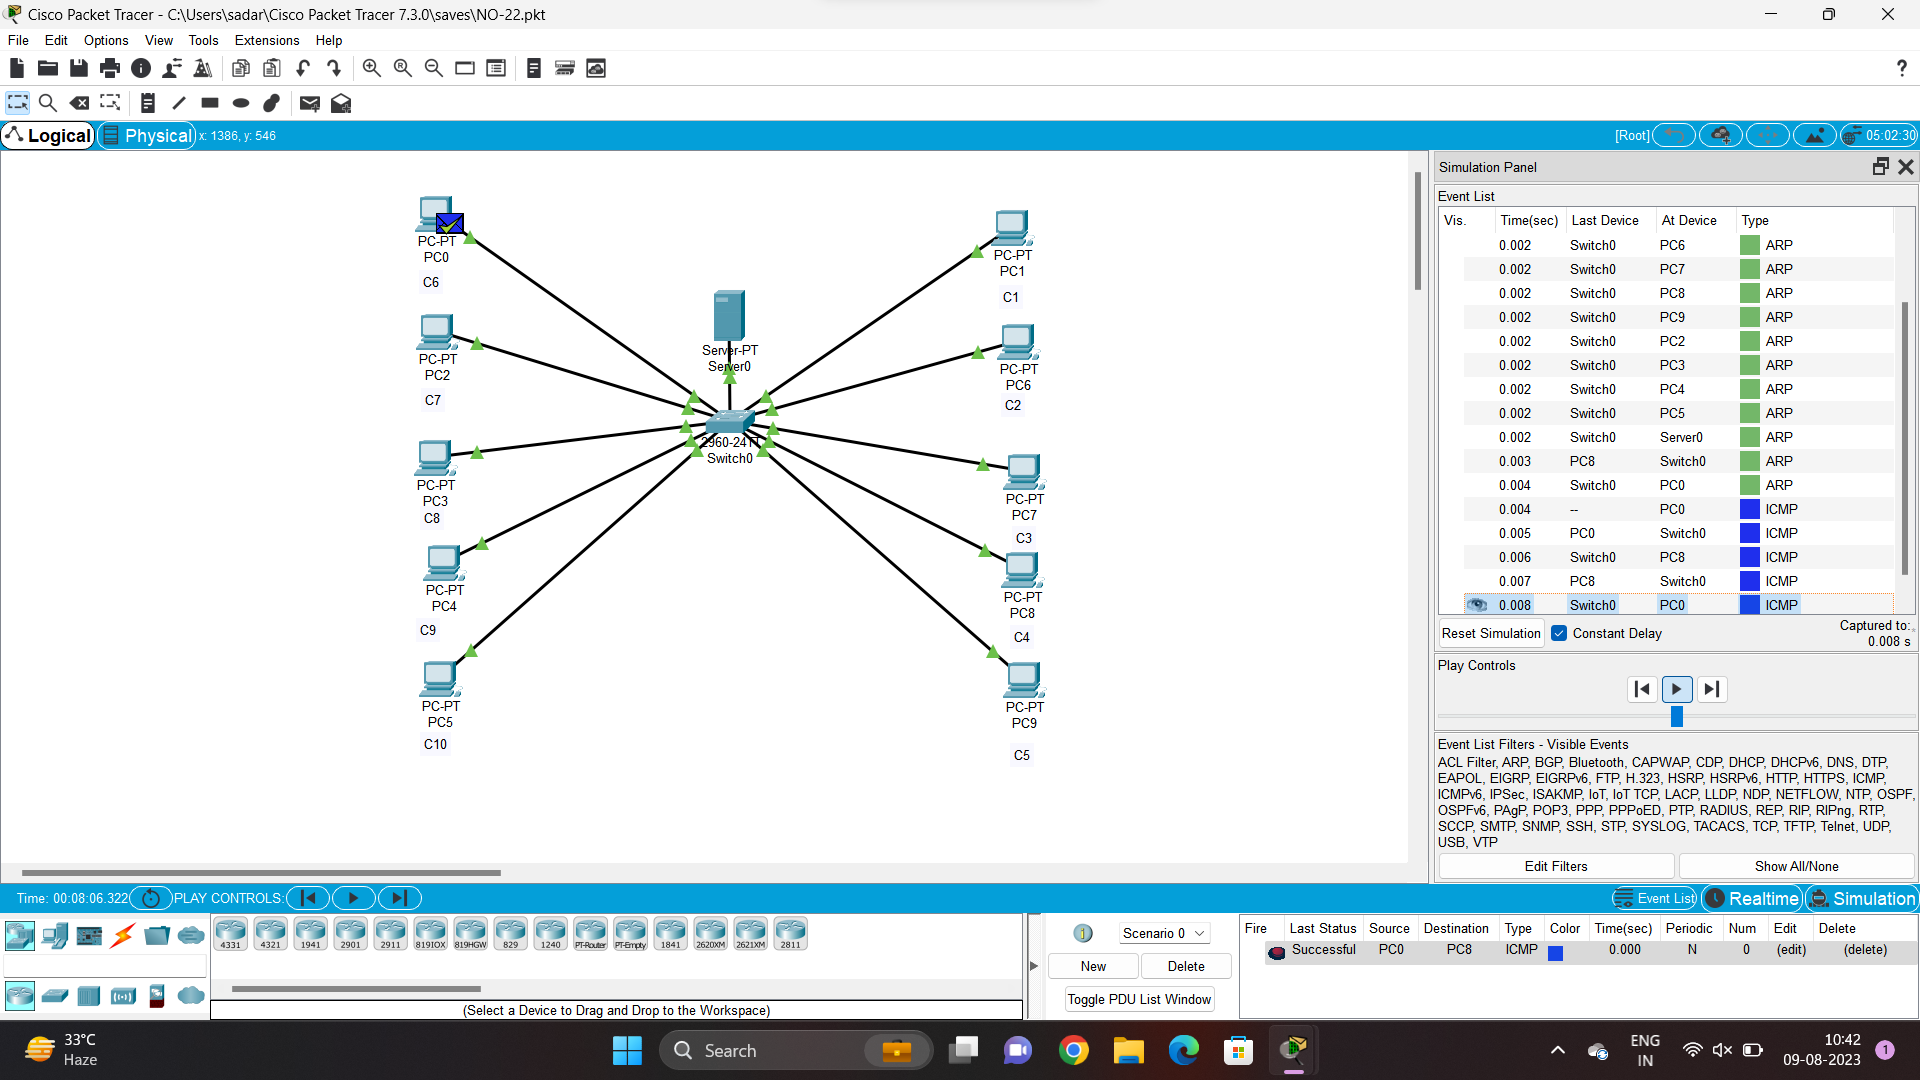 Cisco Packet Tracer - C:\Users\sadar\Cisco Packet Tracer 7.3.0\saves\NO-22.pkt
File Edit Options View Tools Extensions Help
?
Logical Physical x: 1386, y: 546 [Root] 05:02:30
PC-PT
PC0
C6
PC-PT
PC2
C7
PC-PT
PC3
C8
PC-PT
PC4
C9
PC-PT
PC5
C10
Server-PT
Server0
2960-24TT
Switch0
PC-PT
PC1
C1
PC-PT
PC6
C2
PC-PT
PC7
C3
PC-PT
PC8
C4
PC-PT
PC9
C5
Simulation Panel
Event List
Vis. Time(sec) Last Device At Device Type
0.002 Switch0 PC6 ARP
0.002 Switch0 PC7 ARP
0.002 Switch0 PC8 ARP
0.002 Switch0 PC9 ARP
0.002 Switch0 PC2 ARP
0.002 Switch0 PC3 ARP
0.002 Switch0 PC4 ARP
0.002 Switch0 PC5 ARP
0.002 Switch0 Server0 ARP
0.003 PC8 Switch0 ARP
0.004 Switch0 PC0 ARP
0.004 -- PC0 ICMP
0.005 PC0 Switch0 ICMP
0.006 Switch0 PC8 ICMP
0.007 PC8 Switch0 ICMP
0.008 Switch0 PC0 ICMP
Reset Simulation Constant Delay Captured to:
0.008 s
Play Controls
Event List Filters - Visible Events
ACL Filter, ARP, BGP, Bluetooth, CAPWAP, CDP, DHCP, DHCPv6, DNS, DTP,
EAPOL, EIGRP, EIGRPv6, FTP, H.323, HSRP, HSRPv6, HTTP, HTTPS, ICMP,
ICMPv6, IPSec, ISAKMP, IoT, IoT TCP, LACP, LLDP, NDP, NETFLOW, NTP, OSPF,
OSPFv6, PAgP, POP3, PPP, PPPoED, PTP, RADIUS, REP, RIP, RIPng, RTP,
SCCP, SMTP, SNMP, SSH, STP, SYSLOG, TACACS, TCP, TFTP, Telnet, UDP,
USB, VTP
Edit Filters Show All/None
Time: 00:08:06.322 PLAY CONTROLS: Event List Realtime Simulation
4331 4321 1941 2901 2911 819IOX 819HGW 829 1240 PT-Router PT-Empty 1841 2620XM 2621XM 2811
(Select a Device to Drag and Drop to the Workspace)
Scenario 0
New Delete
Toggle PDU List Window
Fire Last Status Source Destination Type Color Time(sec) Periodic Num Edit Delete
Successful PC0 PC8 ICMP 0.000 N 0 (edit) (delete)
33°C
Haze
Search
ENG
IN
10:42
09-08-2023
1